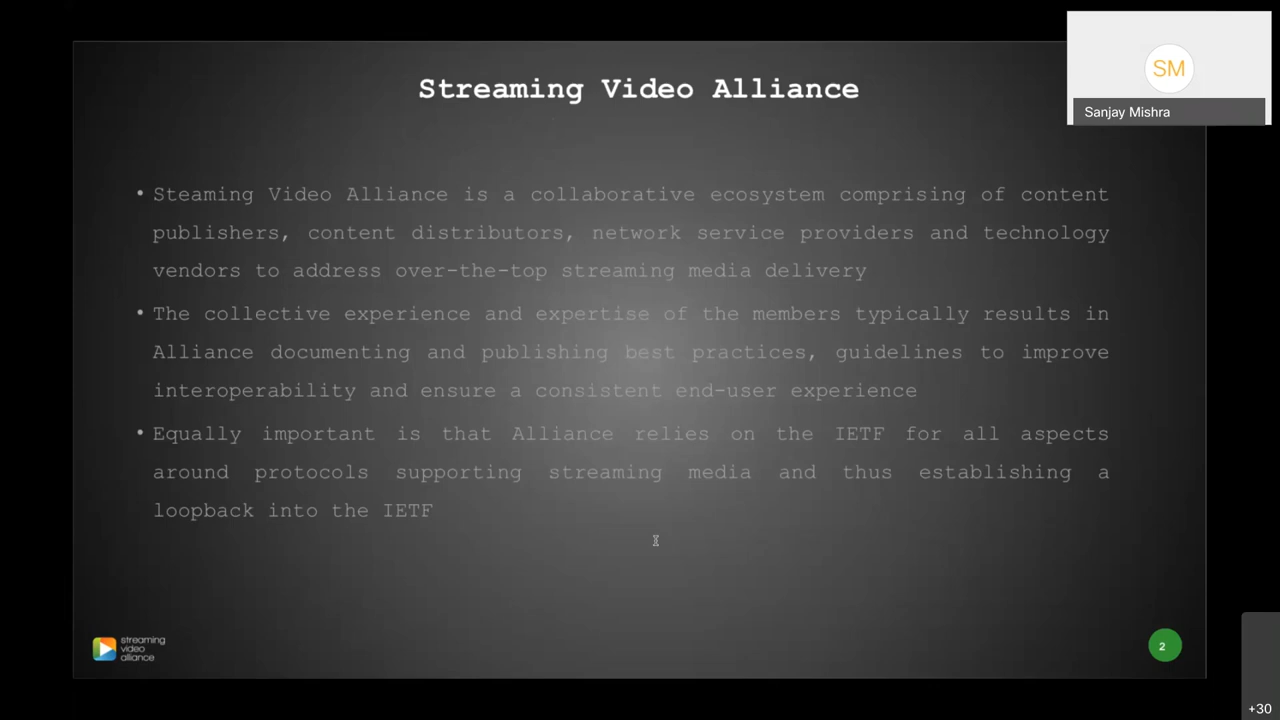 SM
Sanjay Mishra
Streaming Video Alliance
• Steaming Video Alliance is a collaborative ecosystem comprising of content
publishers, content distributors, network service providers and technology
vendors to address over-the-top streaming media delivery
• The collective experience and expertise of the members typically results in
Alliance documenting and publishing best practices, guidelines to improve
interoperability and ensure a consistent end-user experience
• Equally important is that Alliance relies on the IETF for all aspects
around protocols supporting streaming media and thus establishing a
loopback into the IETF
streaming
video
alliance
2
+30